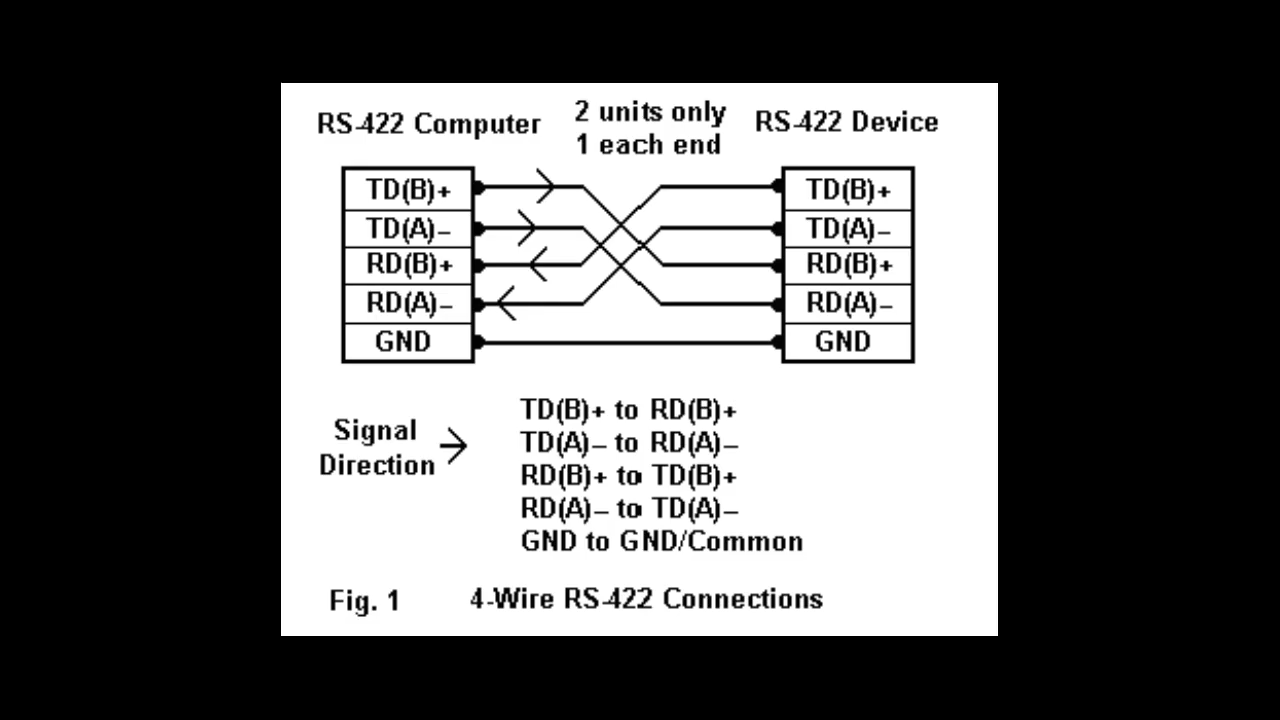 RS-422 Computer
2 units only
1 each end
RS-422 Device
TD(B)+
TD(A)–
RD(B)+
RD(A)–
GND
TD(B)+
TD(A)–
RD(B)+
RD(A)–
GND
Signal
Direction
TD(B)+ to RD(B)+
TD(A)– to RD(A)–
RD(B)+ to TD(B)+
RD(A)– to TD(A)–
GND to GND/Common
Fig. 1
4-Wire RS-422 Connections